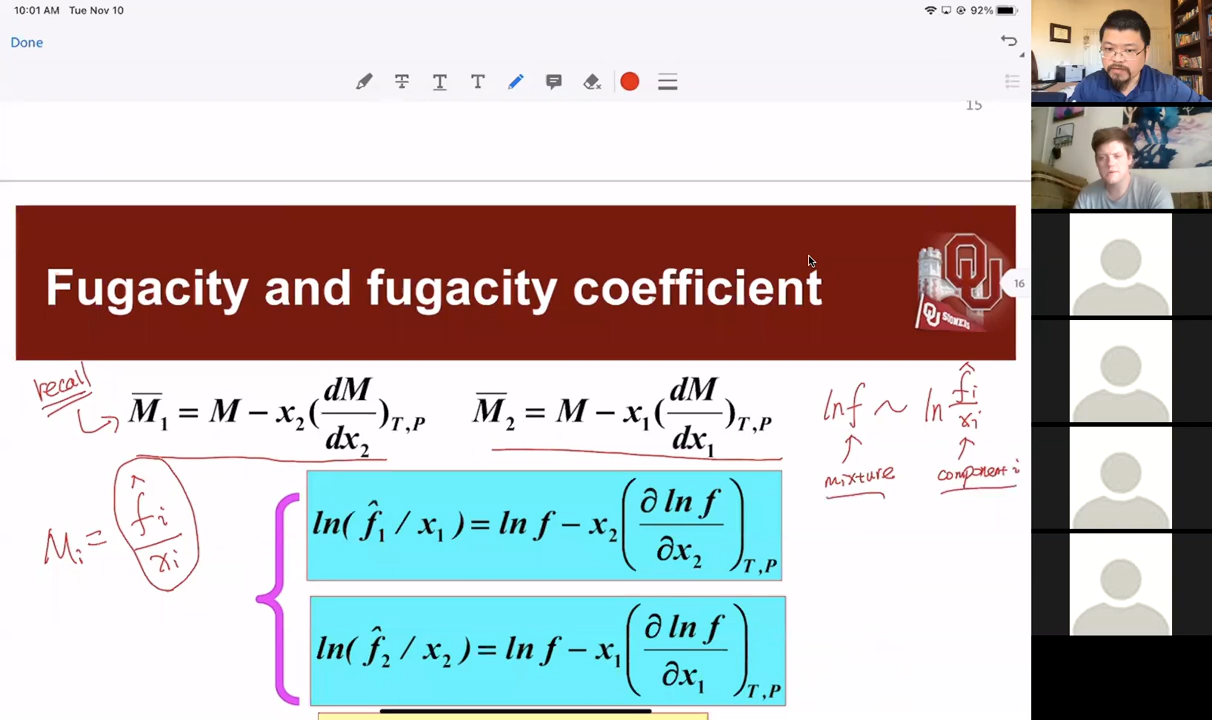 10:01 AM Tue Nov 10
92%
Done
T T T
15
Fugacity and fugacity coefficient
OU
SOONERS
16
recall
M̅₁ = M − x₂(dM/dx₂)T,P
M̅₂ = M − x₁(dM/dx₁)T,P
ln f ~ ln f̂i/xi
mixture
component i
Mi = f̂i/xi
ln( f̂₁ / x₁ ) = ln f − x₂(∂ ln f/∂x₂)T,P
ln( f̂₂ / x₂ ) = ln f − x₁(∂ ln f/∂x₁)T,P